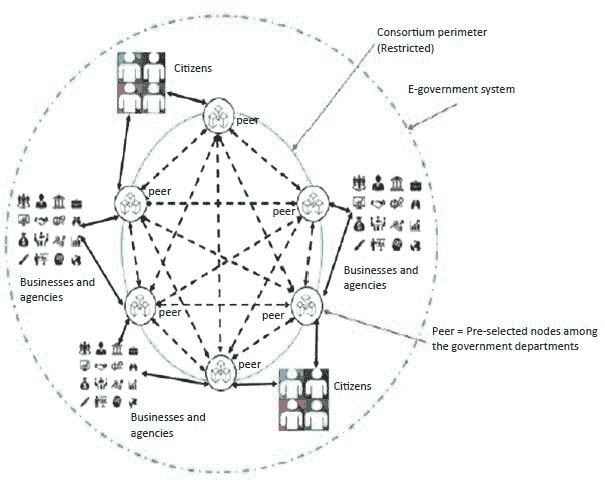 Consortium perimeter
(Restricted)
Citizens
E-government system
peer
peer
peer
Businesses and
agencies
Businesses and
agencies
peer
peer
Peer = Pre-selected nodes among
the government departments
peer
Citizens
Businesses and
agencies